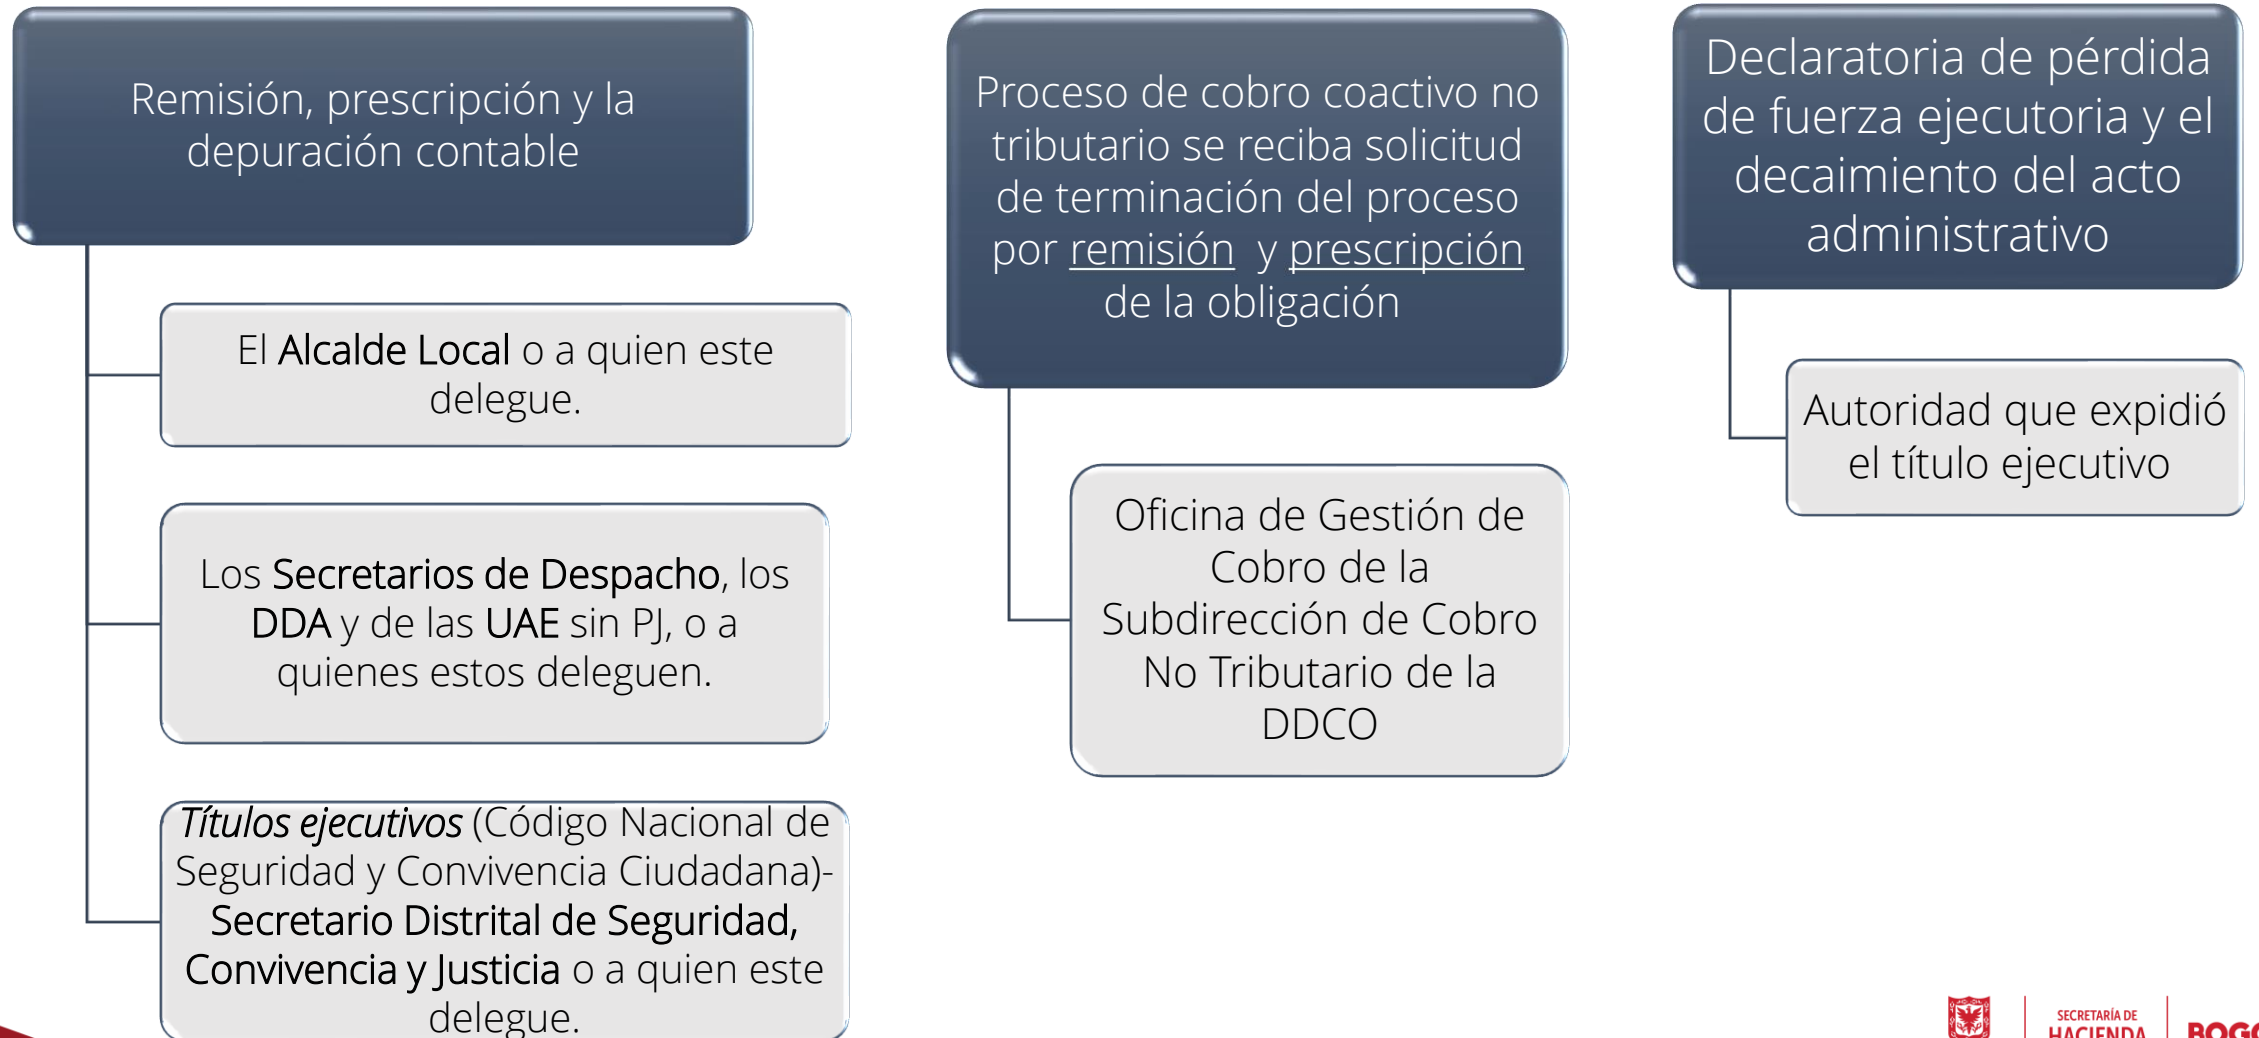 Remisión, prescripción y la
depuración contable
El Alcalde Local o a quien este
delegue.
Los Secretarios de Despacho, los
DDA y de las UAE sin PJ, o a
quienes estos deleguen.
Títulos ejecutivos (Código Nacional de
Seguridad y Convivencia Ciudadana)-
Secretario Distrital de Seguridad,
Convivencia y Justicia o a quien este
delegue.
Proceso de cobro coactivo no
tributario se reciba solicitud
de terminación del proceso
por remisión y prescripción
de la obligación
Oficina de Gestión de
Cobro de la
Subdirección de Cobro
No Tributario de la
DDCO
Declaratoria de pérdida
de fuerza ejecutoria y el
decaimiento del acto
administrativo
Autoridad que expidió
el título ejecutivo
SECRETARÍA DE
HACIENDA